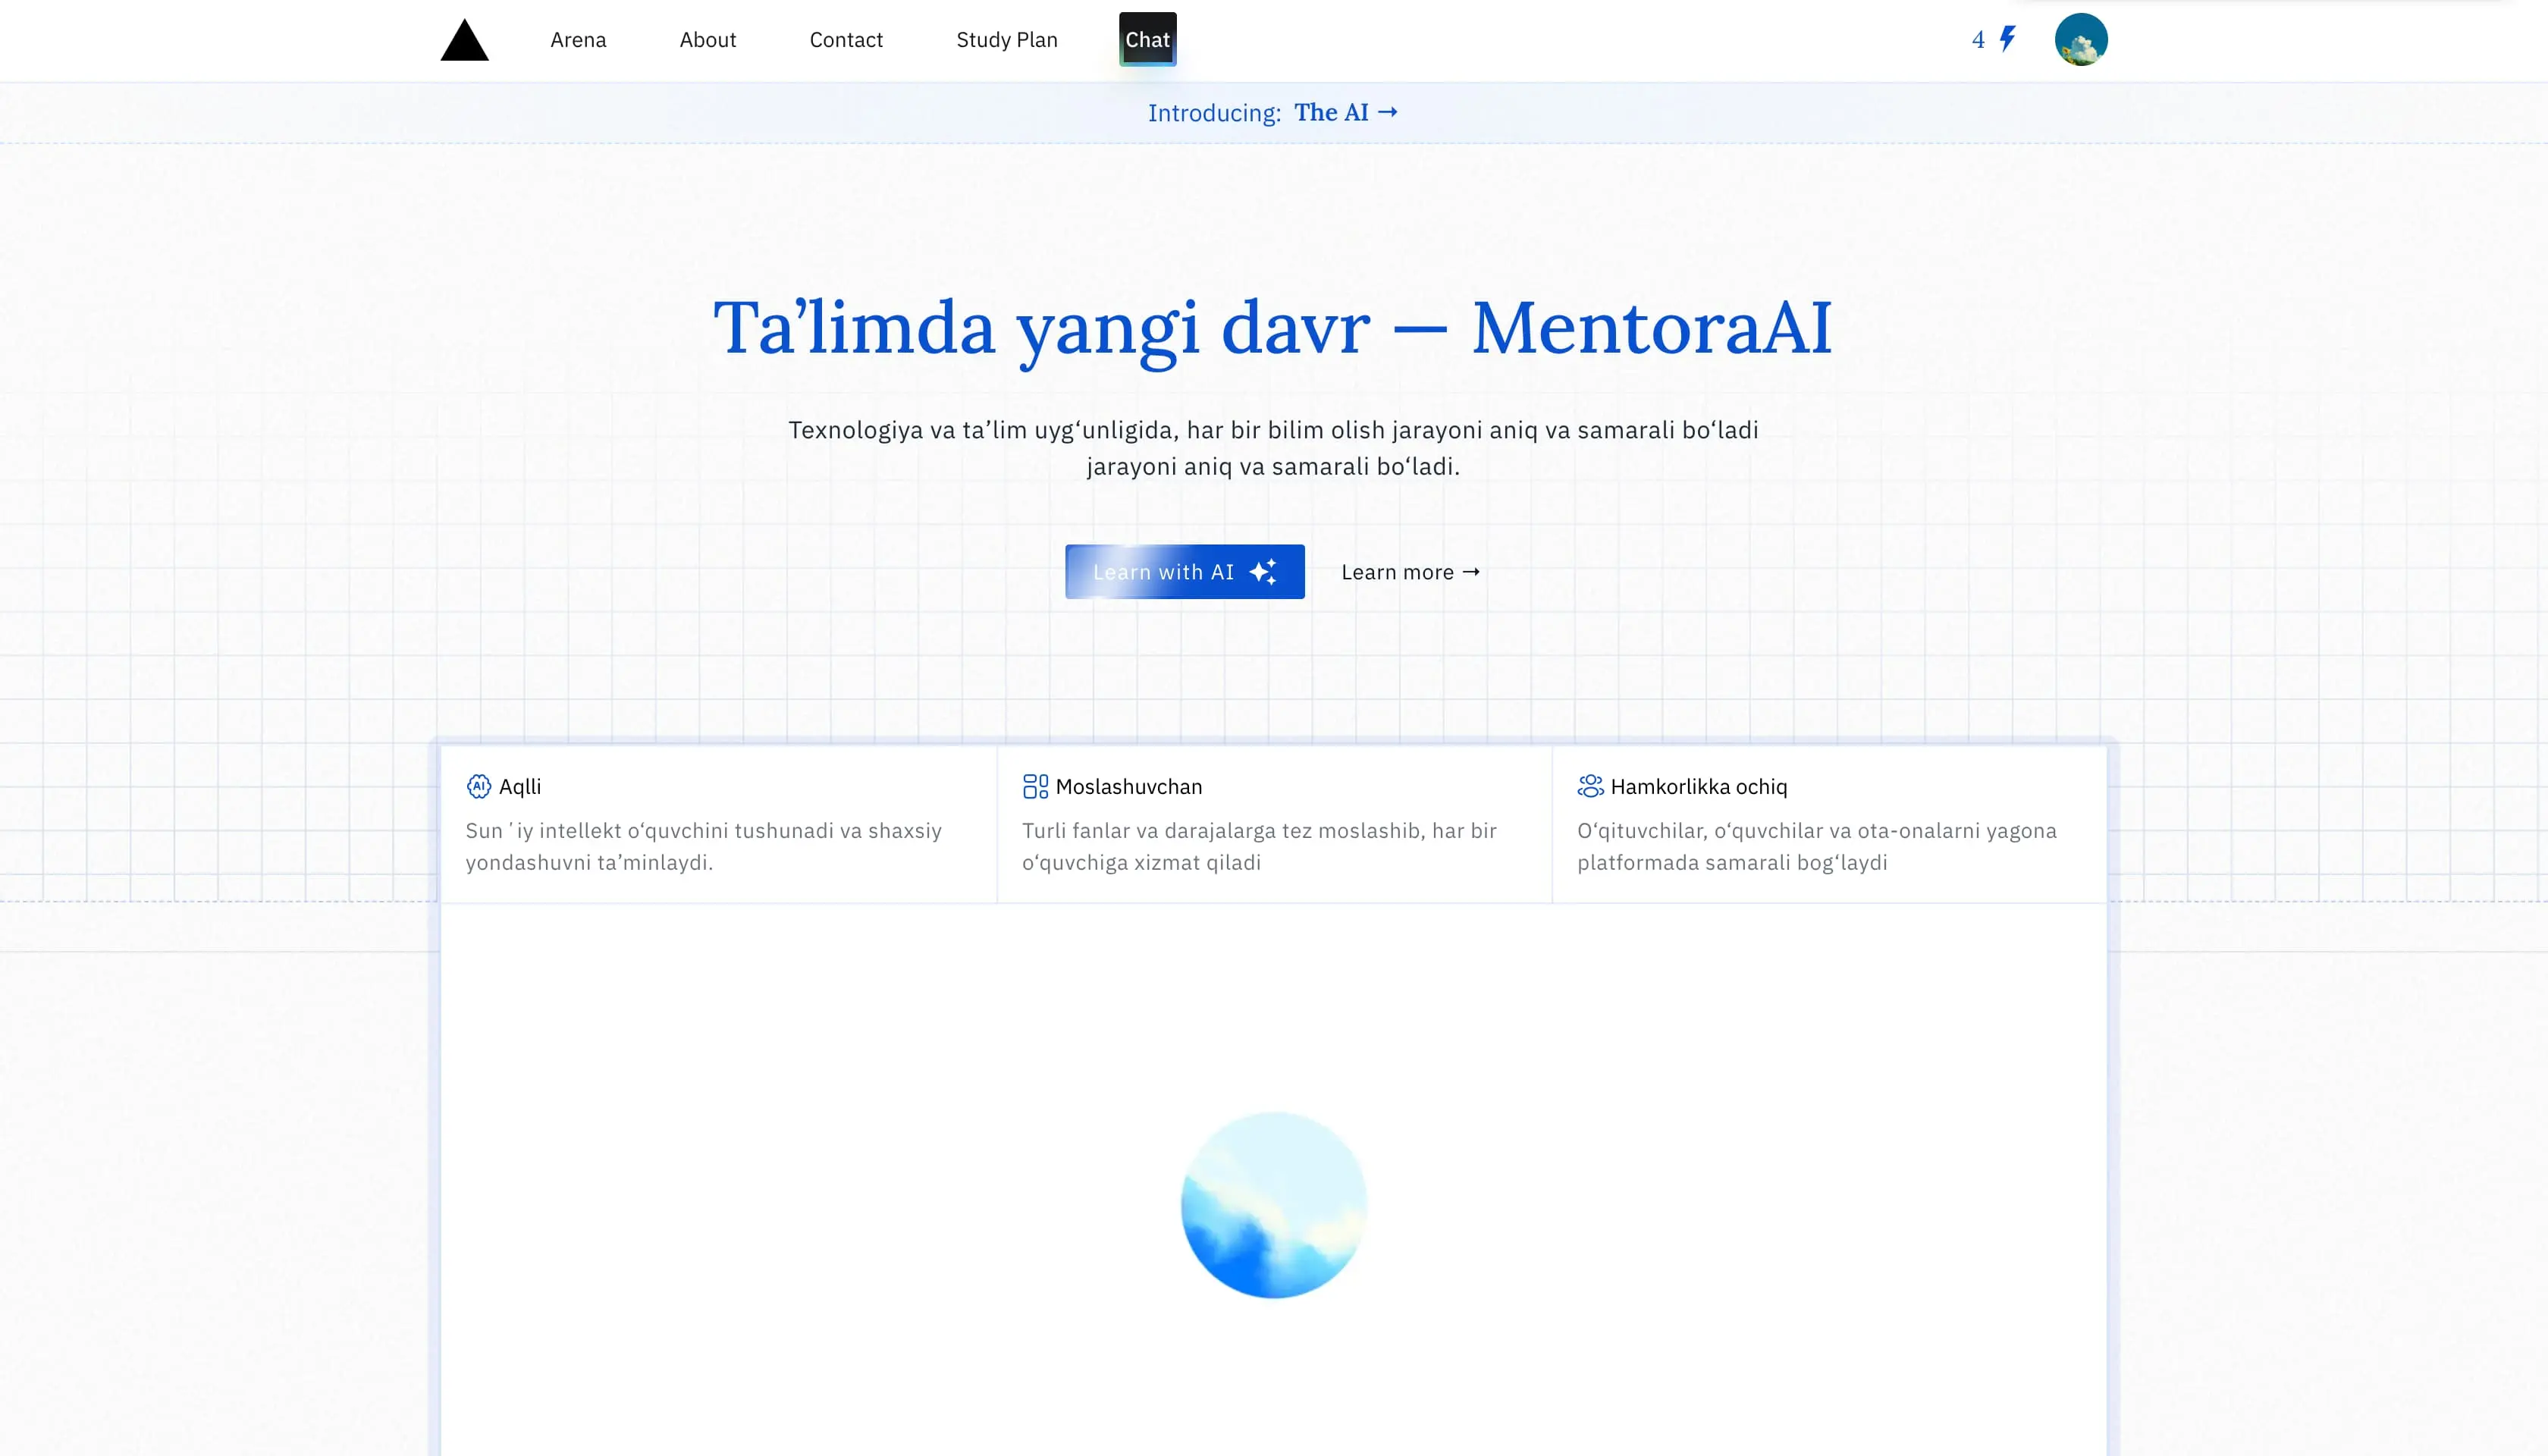 Arena
About
Contact
Study Plan
Chat
4
Introducing: The AI →
Ta’limda yangi davr — MentoraAI
Texnologiya va ta’lim uyg‘unligida, har bir bilim olish jarayoni aniq va samarali bo‘ladi
jarayoni aniq va samarali bo‘ladi.
Learn with AI
Learn more →
AI Aqlli
Sunʼiy intellekt o‘quvchini tushunadi va shaxsiy
yondashuvni ta’minlaydi.
Moslashuvchan
Turli fanlar va darajalarga tez moslashib, har bir
o‘quvchiga xizmat qiladi
Hamkorlikka ochiq
O‘qituvchilar, o‘quvchilar va ota-onalarni yagona
platformada samarali bog‘laydi